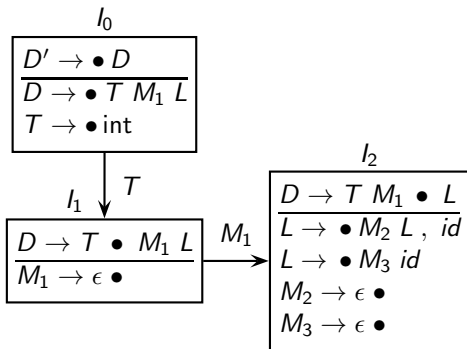 I₀
D′ → • D
D → • T M₁ L
T → • int
T
I₁
D → T • M₁ L
M₁ → ϵ •
M₁
I₂
D → T M₁ • L
L → • M₂ L , id
L → • M₃ id
M₂ → ϵ •
M₃ → ϵ •